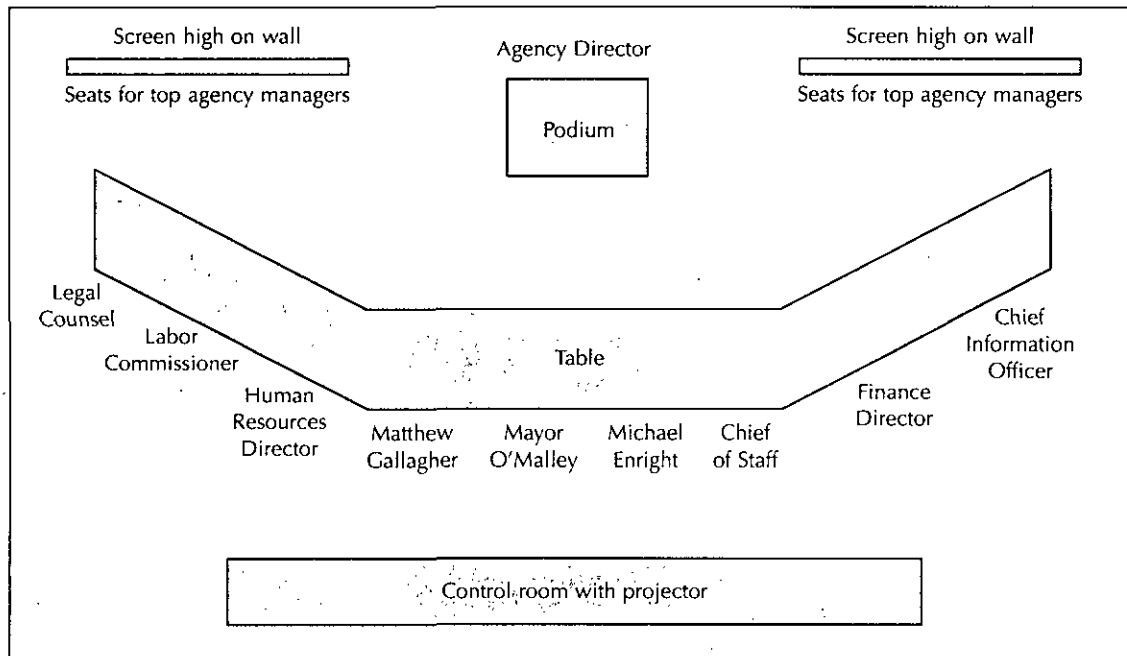 Screen high on wall
Agency Director
Screen high on wall
Seats for top agency managers
Seats for top agency managers
Podium
Legal
Counsel
Labor
Commissioner
Human
Resources
Director
Table
Matthew
Gallagher
Mayor
O'Malley
Michael
Enright
Chief
of Staff
Finance
Director
Chief
Information
Officer
Control room with projector